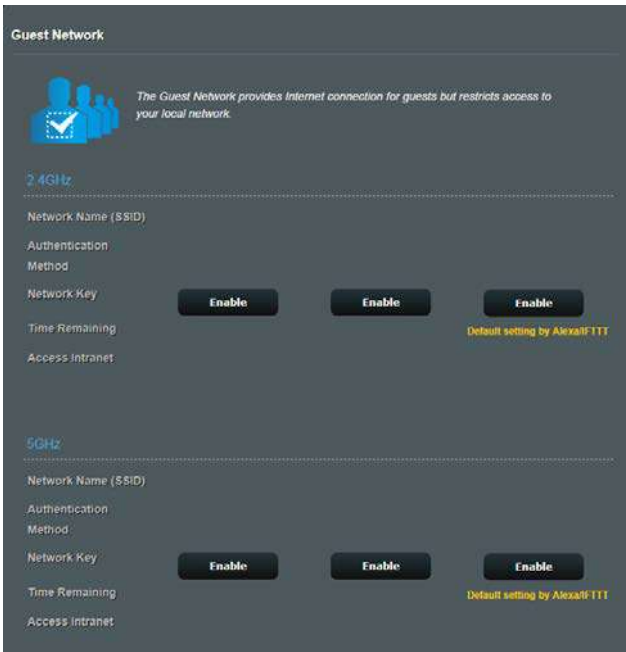 Guest Network
The Guest Network provides Internet connection for guests but restricts access to
your local network.
2.4GHz
Network Name (SSID)
Authentication
Method
Network Key
Enable Enable Enable
Time Remaining
Default setting by Alexa/IFTTT
Access Intranet
5GHz
Network Name (SSID)
Authentication
Method
Network Key
Enable Enable Enable
Time Remaining
Default setting by Alexa/IFTTT
Access Intranet